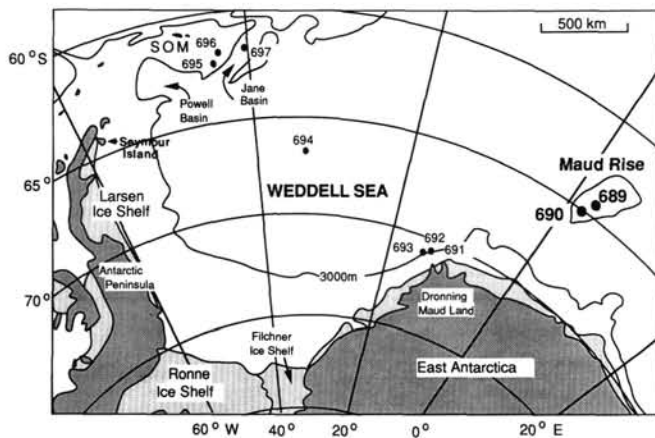 500 km
60° S
SOM
696
697
695
Jane
Basin
Powell
Basin
694
Seymour
Island
Maud Rise
689
690
WEDDELL SEA
65°
Larsen
Ice Shelf
692
693
691
3000m
Antarctic
Peninsula
70°
Dronning
Maud Land
Filchner
Ice Shelf
East Antarctica
Ronne
Ice Shelf
60° W
40°
20°
0°
20° E